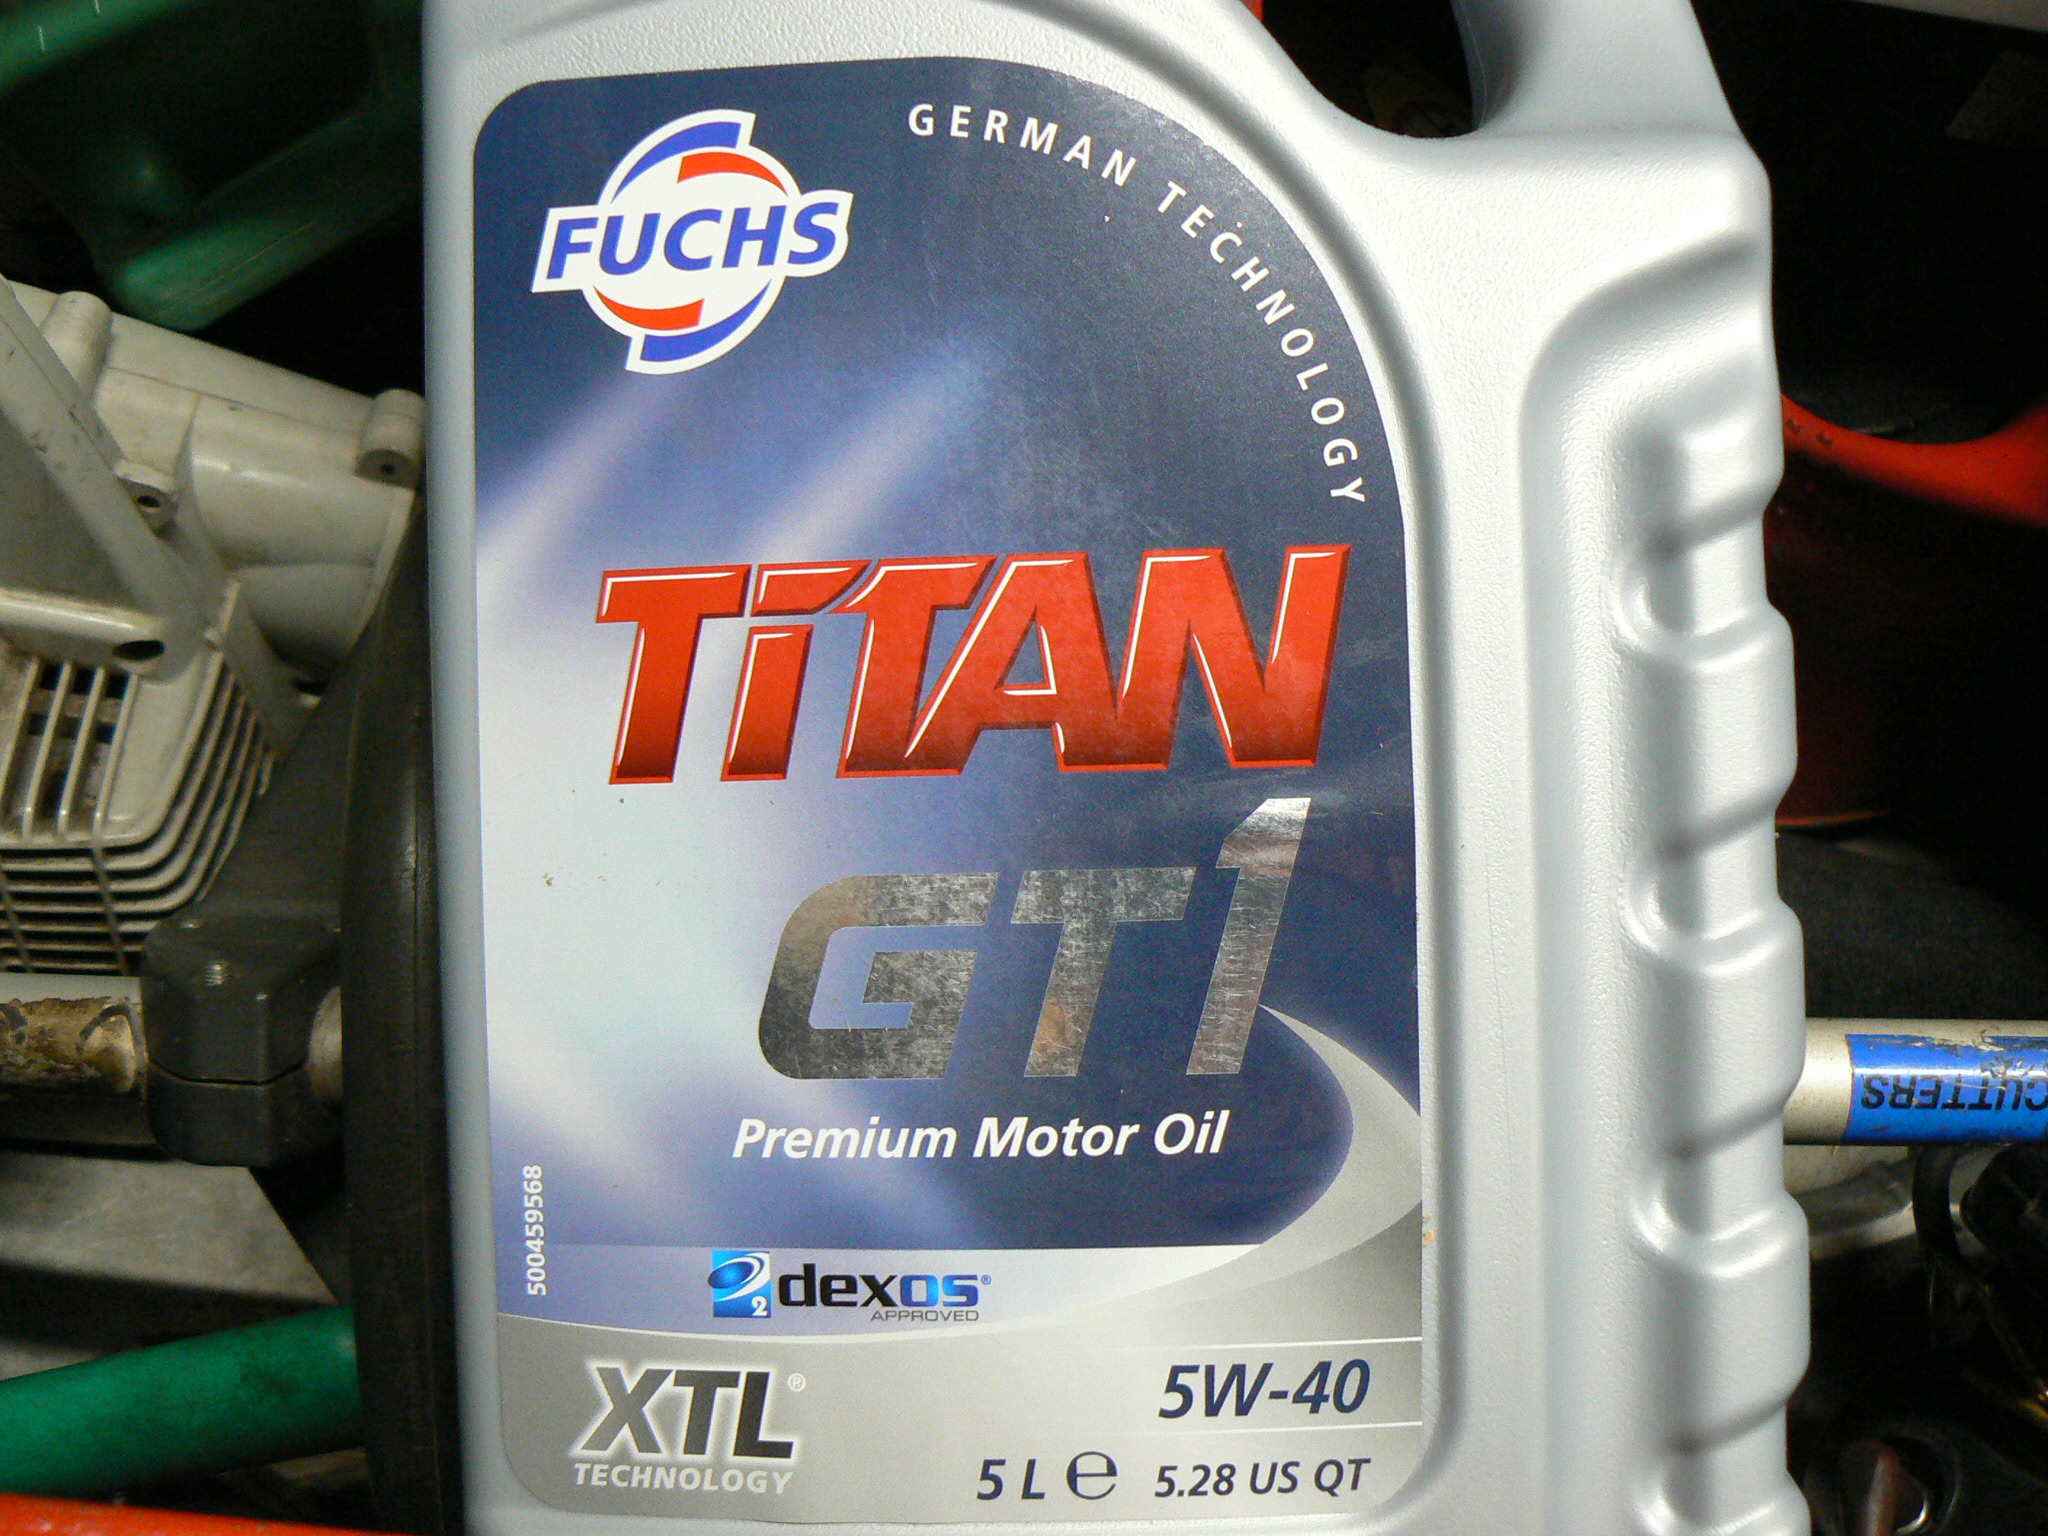 FUCHS
GERMAN TECHNOLOGY
TiTAN
GT1
Premium Motor Oil
500459568
2 dexos®
APPROVED
XTL®
TECHNOLOGY
5W-40
5 L ℮ 5.28 US QT
CUTTERS